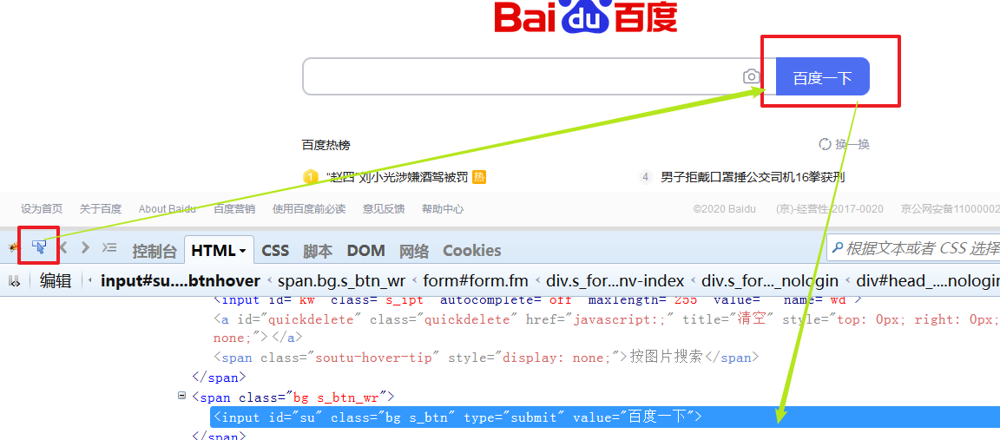 Bai du 百度
百度一下
百度热榜 换一换
1 “赵四”刘小光涉嫌酒驾被罚 热 4 男子拒戴口罩捶公交司机16拳获刑
设为首页 关于百度 About Baidu 百度营销 使用百度前必读 意见反馈 帮助中心 ©2020 Baidu (京)-经营性-2017-0020 京公网安备11000002
控制台 HTML CSS 脚本 DOM 网络 Cookies 根据文本或者 CSS 选择
编辑 input#su....btnhover < span.bg.s_btn_wr < form#form.fm < div.s_for...nv-index < div.s_for..._nologin < div#head_....nologin
<input id="kw" class="s_ipt" autocomplete="off" maxlength="255" value="" name="wd">
<a id="quickdelete" class="quickdelete" href="javascript:;" title="清空" style="top: 0px; right: 0px;
none;"></a>
<span class="soutu-hover-tip" style="display: none;">按图片搜索</span>
</span>
<span class="bg s_btn_wr">
<input id="su" class="bg s_btn" type="submit" value="百度一下">
</span>